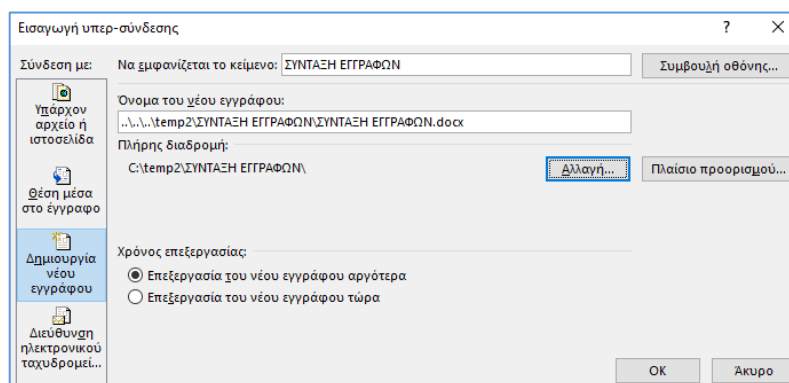 Εισαγωγή υπερ-σύνδεσης
?
Σύνδεση με:
Να εμφανίζεται το κείμενο: ΣΥΝΤΑΞΗ ΕΓΓΡΑΦΩΝ
Συμβουλή οθόνης...
Υπάρχον
αρχείο ή
ιστοσελίδα
Θέση μέσα
στο έγγραφο
Δημιουργία
νέου
εγγράφου
Διεύθυνση
ηλεκτρονικού
ταχυδρομεί...
Όνομα του νέου εγγράφου:
..\..\..\temp2\ΣΥΝΤΑΞΗ ΕΓΓΡΑΦΩΝ\ΣΥΝΤΑΞΗ ΕΓΓΡΑΦΩΝ.docx
Πλήρης διαδρομή:
C:\temp2\ΣΥΝΤΑΞΗ ΕΓΓΡΑΦΩΝ\
Αλλαγή...
Πλαίσιο προορισμού...
Χρόνος επεξεργασίας:
Επεξεργασία του νέου εγγράφου αργότερα
Επεξεργασία του νέου εγγράφου τώρα
OK
Άκυρο